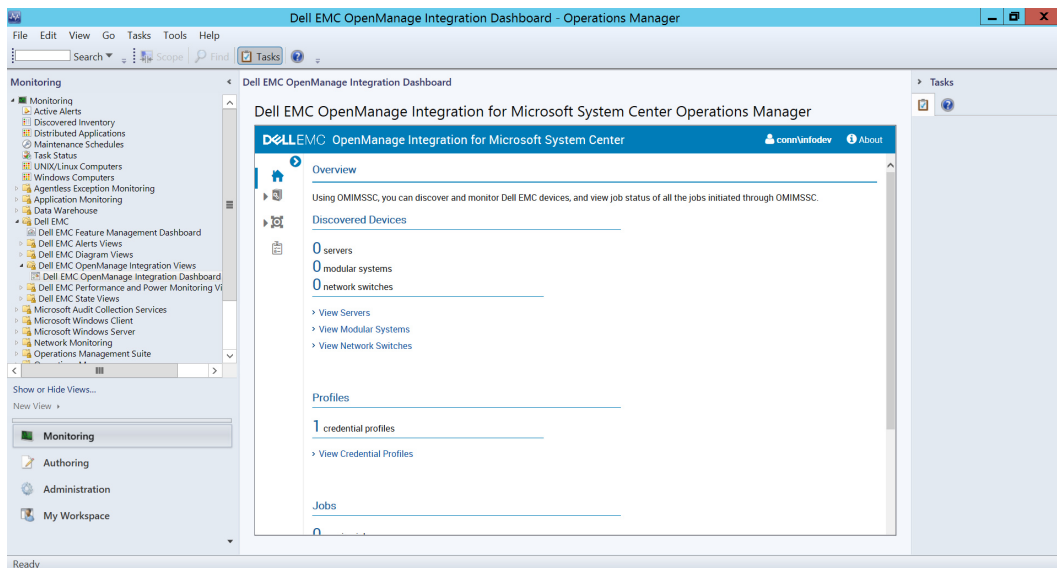 Dell EMC OpenManage Integration Dashboard - Operations Manager
File Edit View Go Tasks Tools Help
Search Scope Find Tasks
Monitoring
Monitoring
Active Alerts
Discovered Inventory
Distributed Applications
Maintenance Schedules
Task Status
UNIX/Linux Computers
Windows Computers
Agentless Exception Monitoring
Application Monitoring
Data Warehouse
Dell EMC
Dell EMC Feature Management Dashboard
Dell EMC Alerts Views
Dell EMC Diagram Views
Dell EMC OpenManage Integration Views
Dell EMC OpenManage Integration Dashboard
Dell EMC Performance and Power Monitoring Vi
Dell EMC State Views
Microsoft Audit Collection Services
Microsoft Windows Client
Microsoft Windows Server
Network Monitoring
Operations Management Suite
Show or Hide Views...
New View
Monitoring
Authoring
Administration
My Workspace
Dell EMC OpenManage Integration Dashboard
Dell EMC OpenManage Integration for Microsoft System Center Operations Manager
DELLEMC OpenManage Integration for Microsoft System Center conn\infodev About
Overview
Using OMIMSSC, you can discover and monitor Dell EMC devices, and view job status of all the jobs initiated through OMIMSSC.
Discovered Devices
0 servers
0 modular systems
0 network switches
View Servers
View Modular Systems
View Network Switches
Profiles
1 credential profiles
View Credential Profiles
Jobs
Tasks
Ready